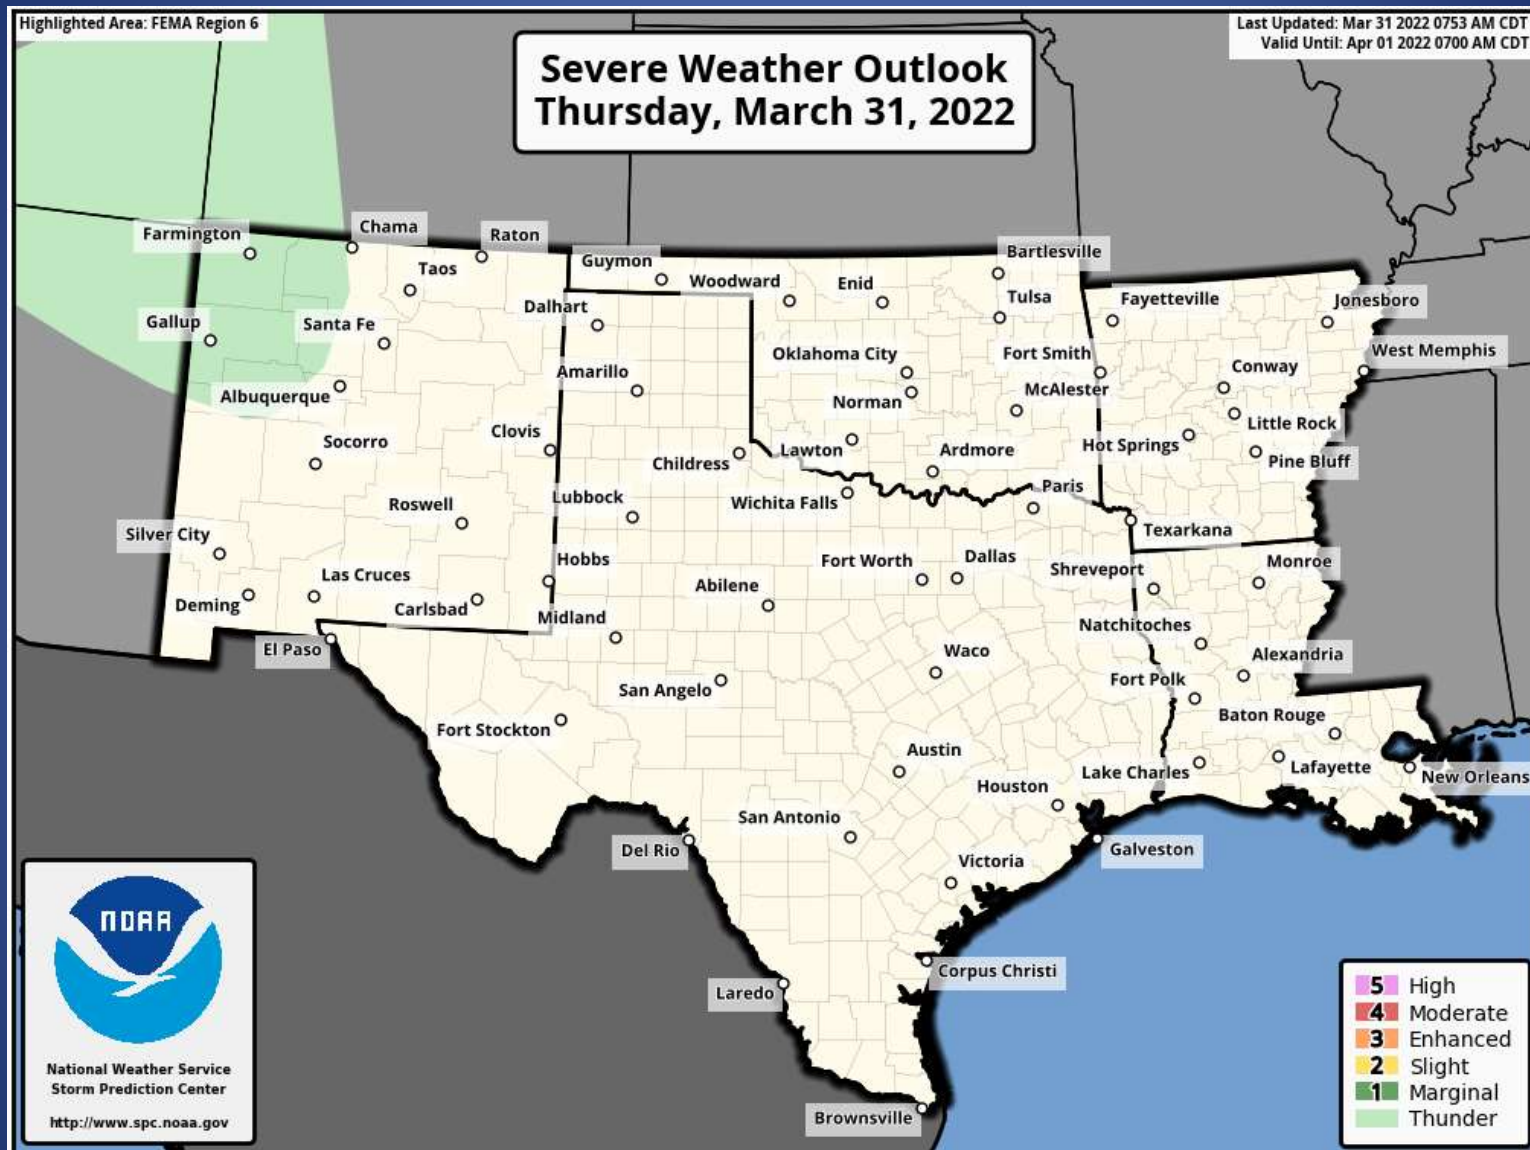 Highlighted Area: FEMA Region 6
Last Updated: Mar 31 2022 0753 AM CDT
Valid Until: Apr 01 2022 0700 AM CDT
Severe Weather Outlook
Thursday, March 31, 2022
Farmington
Chama
Raton
Taos
Guymon
Woodward
Enid
Bartlesville
Tulsa
Fayetteville
Jonesboro
Gallup
Santa Fe
Dalhart
Albuquerque
Amarillo
Oklahoma City
Norman
Fort Smith
McAlester
Conway
West Memphis
Socorro
Clovis
Childress
Lawton
Ardmore
Hot Springs
Little Rock
Pine Bluff
Roswell
Lubbock
Wichita Falls
Paris
Texarkana
Silver City
Las Cruces
Hobbs
Abilene
Fort Worth
Dallas
Shreveport
Monroe
Deming
Carlsbad
Midland
Natchitoches
El Paso
San Angelo
Waco
Alexandria
Fort Polk
Fort Stockton
Baton Rouge
Austin
Houston
Lake Charles
Lafayette
New Orleans
Del Rio
San Antonio
Victoria
Galveston
Laredo
Corpus Christi
Brownsville
NOAA
National Weather Service
Storm Prediction Center
http://www.spc.noaa.gov
5 High
4 Moderate
3 Enhanced
2 Slight
1 Marginal
Thunder